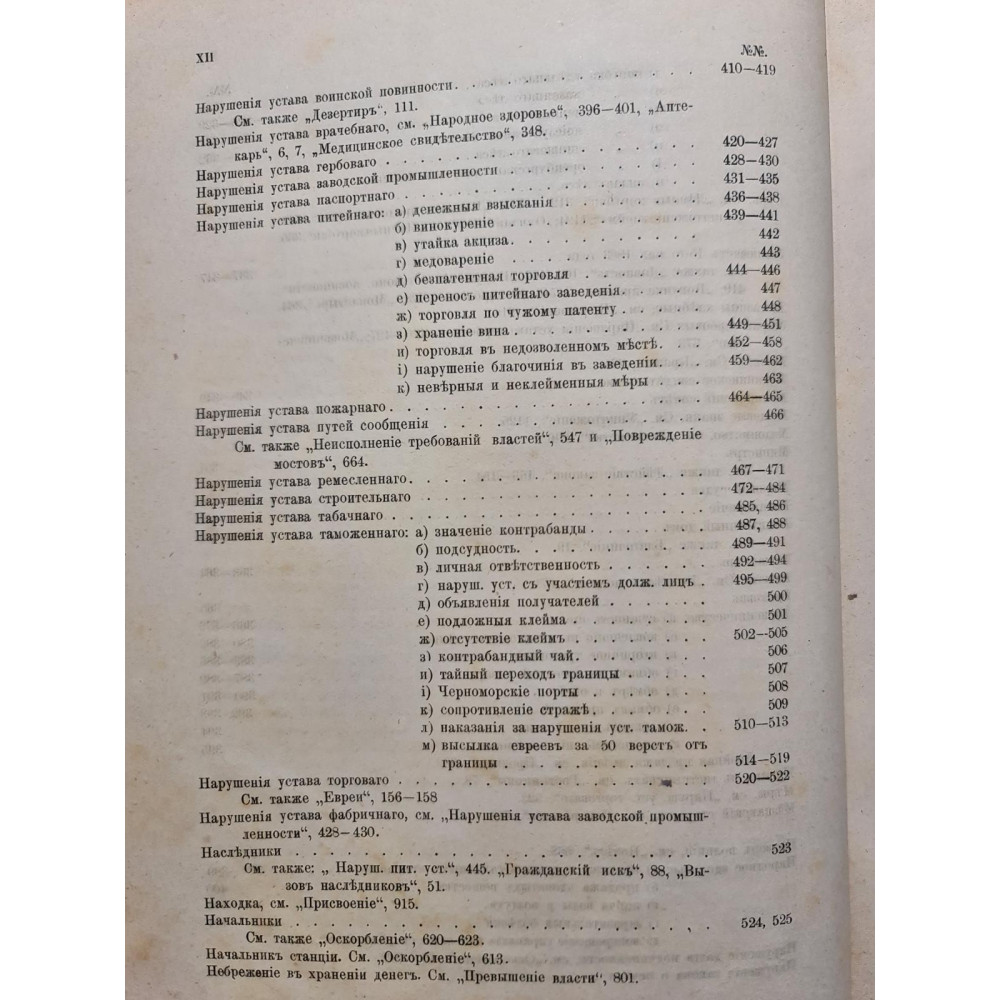 XII
№№.
Нарушенія устава воинской повинности. . . . . . . . . . . . . . . 410—419
См. также „Дезертиръ“, 111.
Нарушенія устава врачебнаго, см. „Народное здоровье“, 396—401, „Апте-
карь“, 6, 7, „Медицинское свидѣтельство“, 348.
Нарушенія устава гербоваго . . . . . . . . . . . . . . . . . . . 420—427
Нарушенія устава заводской промышленности . . . . . . . . . . . 428—430
Нарушенія устава паспортнаго . . . . . . . . . . . . . . . . . . 431—435
Нарушенія устава питейнаго: а) денежныя взысканія . . . . . . . . 436—438
б) винокуреніе . . . . . . . . . . 439—441
в) утайка акциза. . . . . . . . . . 442
г) медовареніе . . . . . . . . . . 443
д) безпатентная торговля . . . . . . 444—446
е) переносъ питейнаго заведенія. . . . . 447
ж) торговля по чужому патенту . . . . . 448
з) храненіе вина . . . . . . . . . . 449—451
и) торговля въ недозволенном мѣстѣ. . . . 452—458
і) нарушеніе благочинія въ заведеніи. . . . 459—462
к) невѣрныя и неклейменныя мѣры . . . 463
Нарушенія устава пожарнаго. . . . . . . . . . . . . . . . . . . 464—465
Нарушенія устава путей сообщенія . . . . . . . . . . . . . . . . 466
См. также „Неисполнение требованій властей“, 547 и „Поврежденіе
мостовъ“, 664.
Нарушенія устава ремесленнаго. . . . . . . . . . . . . . . . . . 467—471
Нарушенія устава строительнаго . . . . . . . . . . . . . . . . . 472—484
Нарушенія устава табачнаго . . . . . . . . . . . . . . . . . . . 485, 486
Нарушенія устава таможеннаго: а) значеніе контрабанды . . . . . . 487, 488
б) подсудность. . . . . . . . . . 489—491
в) личная отвѣтственность . . . . . . 492—494
г) наруш. уст. съ участіемъ долж. лицъ . 495—499
д) объявленія получателей . . . . . . 500
е) подложныя клейма . . . . . . . 501
ж) отсутствіе клеймъ . . . . . . . 502—505
з) контрабандный чай. . . . . . . 506
и) тайный переходъ границы . . . . . 507
і) Черноморскіе порты . . . . . . 508
к) сопротивленіе стражѣ. . . . . . 509
л) наказанія за нарушенія уст. тамож. . 510—513
м) высылка евреевъ за 50 верстъ отъ
границы . . . . . . . . . . . 514—519
Нарушенія устава торговаго . . . . . . . . . . . . . . . . . . . 520—522
См. также „Евреи“, 156—158
Нарушенія устава фабричнаго, см. „Нарушенія устава заводской промыш-
ленности“, 428—430.
Наслѣдники . . . . . . . . . . . . . . . . . . . . . . . . . . . 523
См. также: „ Наруш. пит. уст.“, 445. „Гражданскій искъ“, 88, „Вы-
зовъ наслѣдниковъ“, 51.
Находка, см. „Присвоеніе“, 915.
Начальники . . . . . . . . . . . . . . . . . . . . . . . . . . . 524, 525
См. также „Оскорбленіе“, 620—623.
Начальникъ станціи. См. „Оскорбленіе“, 613.
Небреженіе въ храненіи денегъ. См. „Превышеніе власти“, 801.